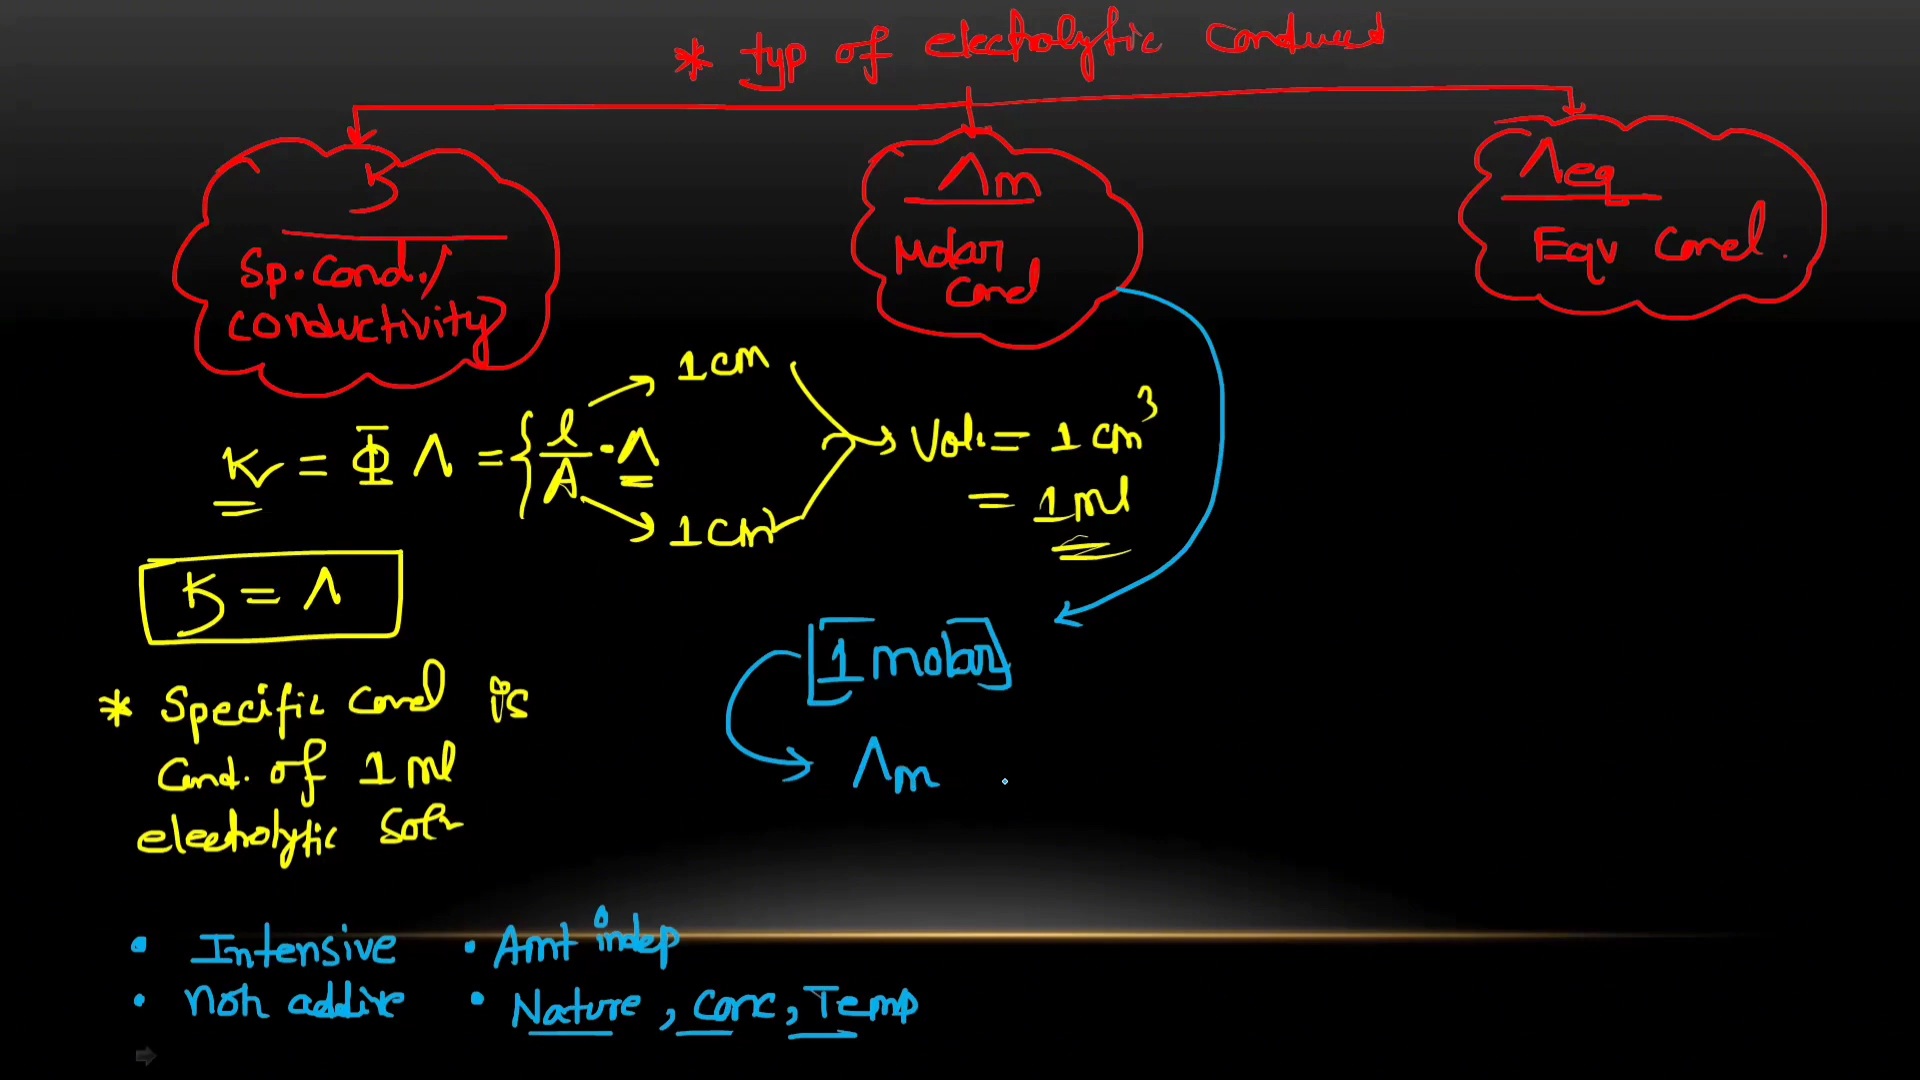 * typ of electrolytic conduct
K
Sp. Cond. /
conductivity
Λm
Molar
Cond
Λeq
Eqv Cond.
K = Φ Λ = { l/A · Λ
1 cm
1 cm²
Vol. = 1 cm³
= 1 ml
K = Λ
* Specific Cond is
Cond. of 1 ml
electrolytic Soln
[1 molar]
Λm
• Intensive • Amt indep
• non addive • Nature, Conc, Temp